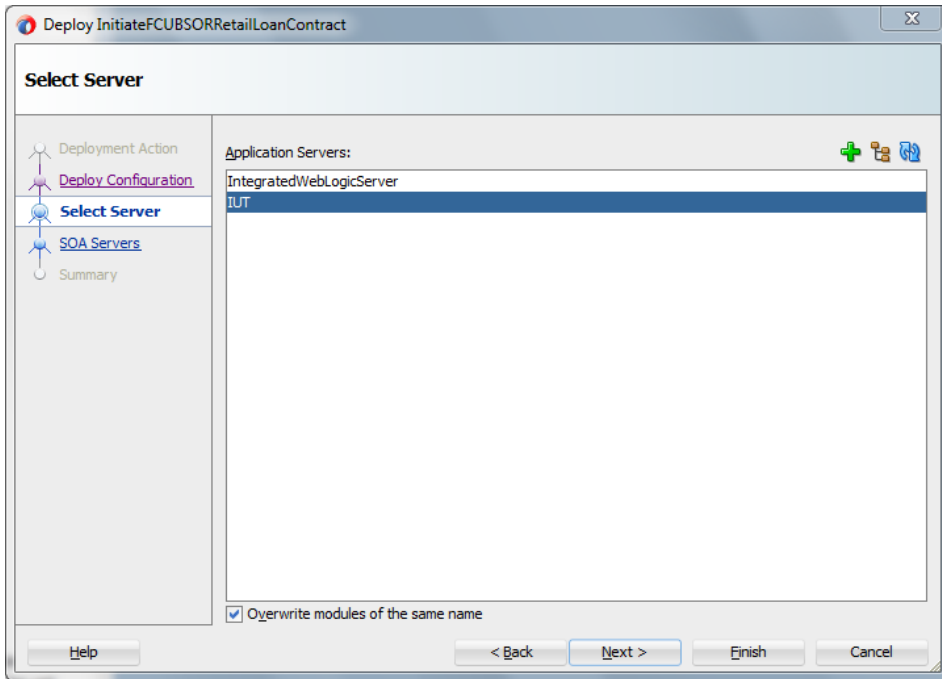 Deploy InitiateFCUBSORRetailLoanContract
Select Server
Deployment Action
Deploy Configuration
Select Server
SOA Servers
Summary
Application Servers:
IntegratedWebLogicServer
IUT
Overwrite modules of the same name
Help
< Back
Next >
Finish
Cancel